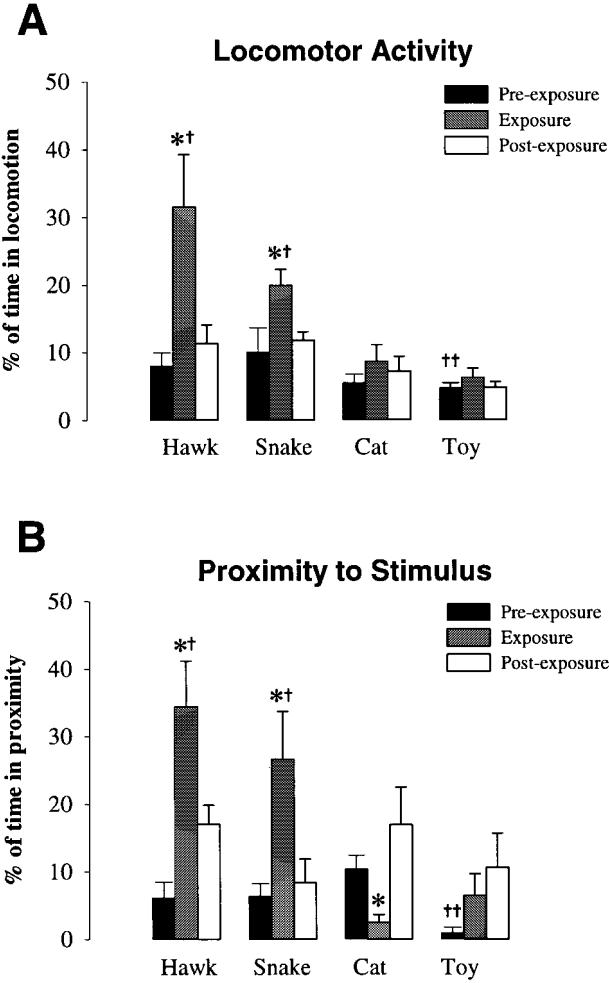 A
Locomotor Activity
% of time in locomotion
50
40
30
20
10
0
Pre-exposure
Exposure
Post-exposure
*†
*†
††
Hawk Snake Cat Toy
B
Proximity to Stimulus
% of time in proximity
50
40
30
20
10
0
Pre-exposure
Exposure
Post-exposure
*†
*†
*
††
Hawk Snake Cat Toy